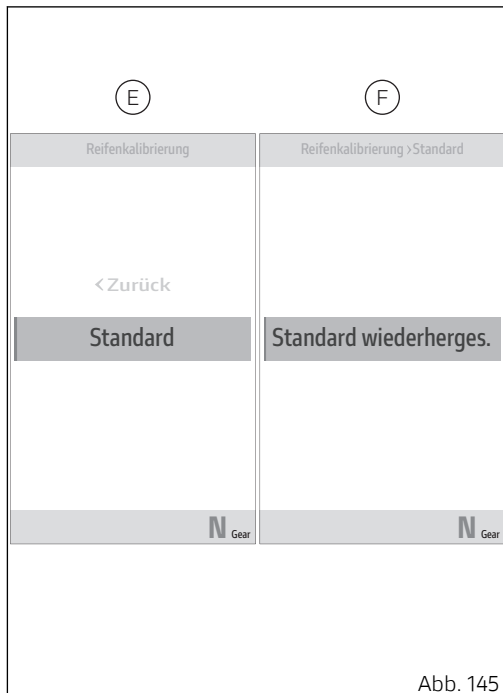 E
F
Reifenkalibrierung
Reifenkalibrierung >Standard
<Zurück
Standard
Standard wiederherges.
N Gear
N Gear
Abb. 145